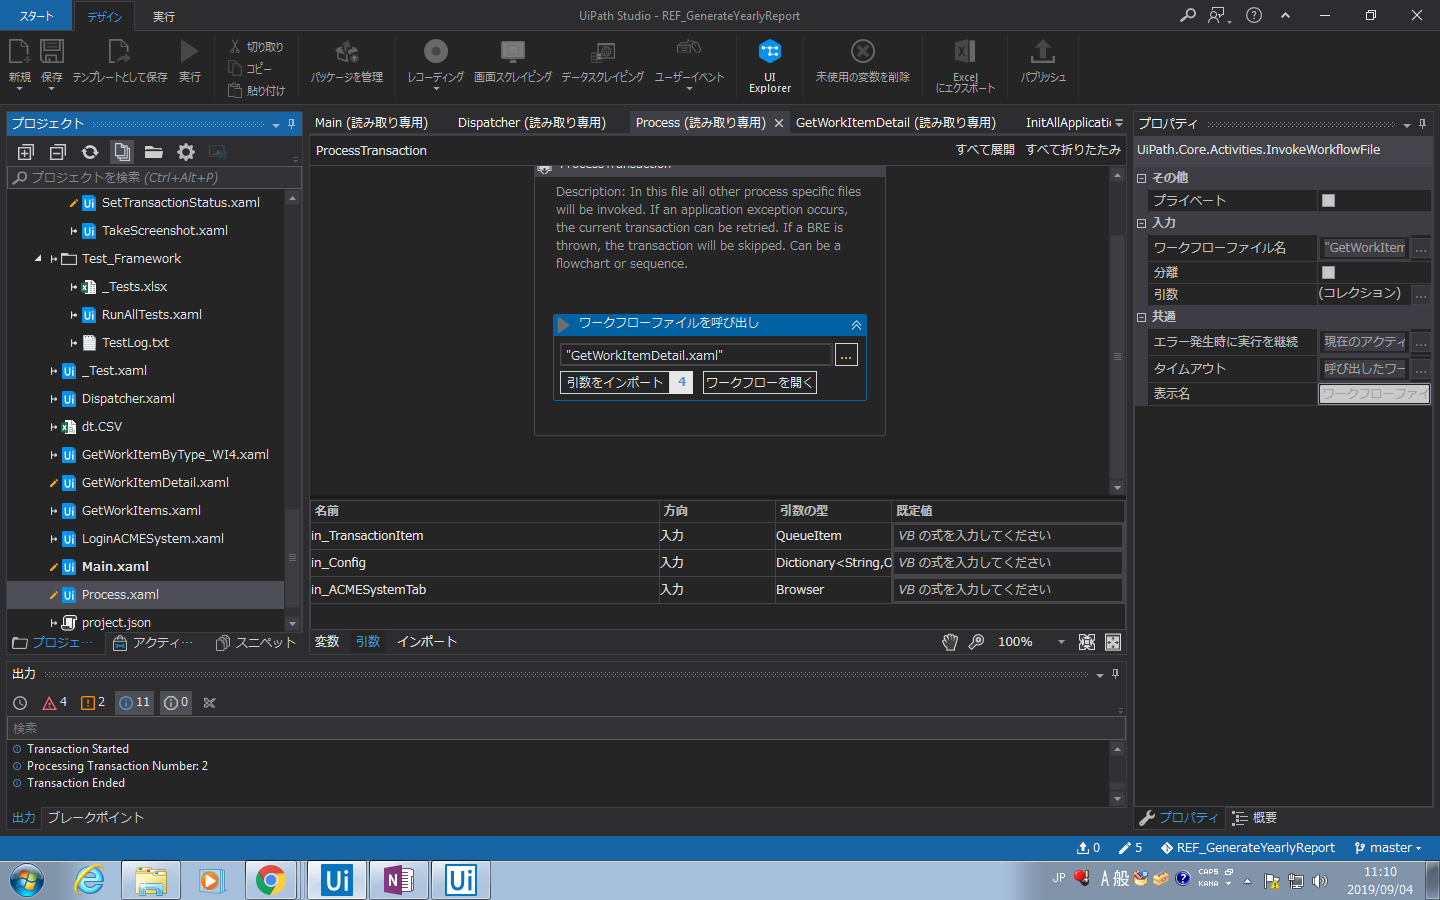 スタート
デザイン
実行
UiPath Studio - REF_GenerateYearlyReport
新規
保存
テンプレートとして保存
実行
切り取り
コピー
貼り付け
パッケージを管理
レコーディング
画面スクレイピング
データスクレイピング
ユーザーイベント
UI
Explorer
未使用の変数を削除
Excel
にエクスポート
パブリッシュ
プロジェクト
プロジェクトを検索 (Ctrl+Alt+P)
SetTransactionStatus.xaml
TakeScreenshot.xaml
Test_Framework
_Tests.xlsx
RunAllTests.xaml
TestLog.txt
_Test.xaml
Dispatcher.xaml
dt.CSV
GetWorkItemByType_WI4.xaml
GetWorkItemDetail.xaml
GetWorkItems.xaml
LoginACMESystem.xaml
Main.xaml
Process.xaml
project.json
プロジェ…
アクティ…
スニペット
Main (読み取り専用)
Dispatcher (読み取り専用)
Process (読み取り専用)
GetWorkItemDetail (読み取り専用)
InitAllApplicati
ProcessTransaction
すべて展開
すべて折りたたみ
ProcessTransaction
Description: In this file all other process specific files
will be invoked. If an application exception occurs,
the current transaction can be retried. If a BRE is
thrown, the transaction will be skipped. Can be a
flowchart or sequence.
ワークフローファイルを呼び出し
"GetWorkItemDetail.xaml"
...
引数をインポート 4
ワークフローを開く
名前 方向 引数の型 既定値
in_TransactionItem 入力 QueueItem VB の式を入力してください
in_Config 入力 Dictionary<String,O VB の式を入力してください
in_ACMESystemTab 入力 Browser VB の式を入力してください
変数 引数 インポート
100%
プロパティ
UiPath.Core.Activities.InvokeWorkflowFile
その他
プライベート
入力
ワークフローファイル名 "GetWorkItem ...
分離
引数 (コレクション) ...
共通
エラー発生時に実行を継続 現在のアクティ ...
タイムアウト 呼び出したワー ...
表示名 ワークフローファイ
プロパティ
概要
出力
4
2
11
0
検索
Transaction Started
Processing Transaction Number: 2
Transaction Ended
出力
ブレークポイント
0
5
REF_GenerateYearlyReport
master
Ui
N
Ui
JP
A 般
CAPS
KANA
11:10
2019/09/04